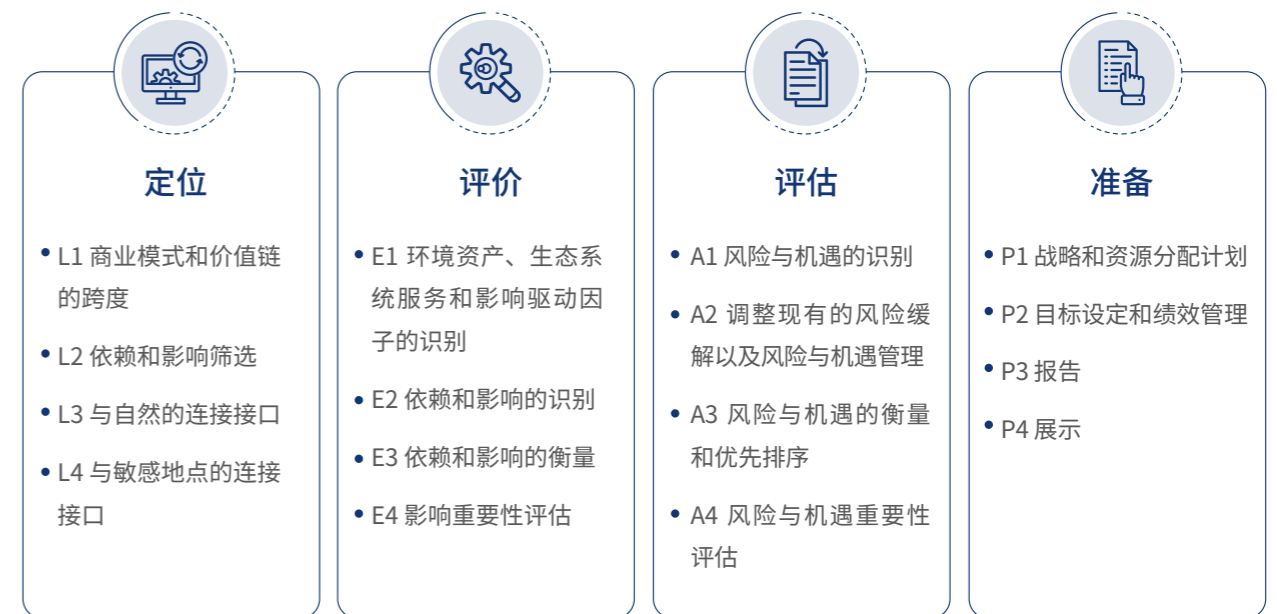 定位
L1 商业模式和价值链
的跨度
L2 依赖和影响筛选
L3 与自然的连接接口
L4 与敏感地点的连接
接口
评价
E1 环境资产、生态系
统服务和影响驱动因
子的识别
E2 依赖和影响的识别
E3 依赖和影响的衡量
E4 影响重要性评估
评估
A1 风险与机遇的识别
A2 调整现有的风险缓
解以及风险与机遇管理
A3 风险与机遇的衡量
和优先排序
A4 风险与机遇重要性
评估
准备
P1 战略和资源分配计划
P2 目标设定和绩效管理
P3 报告
P4 展示